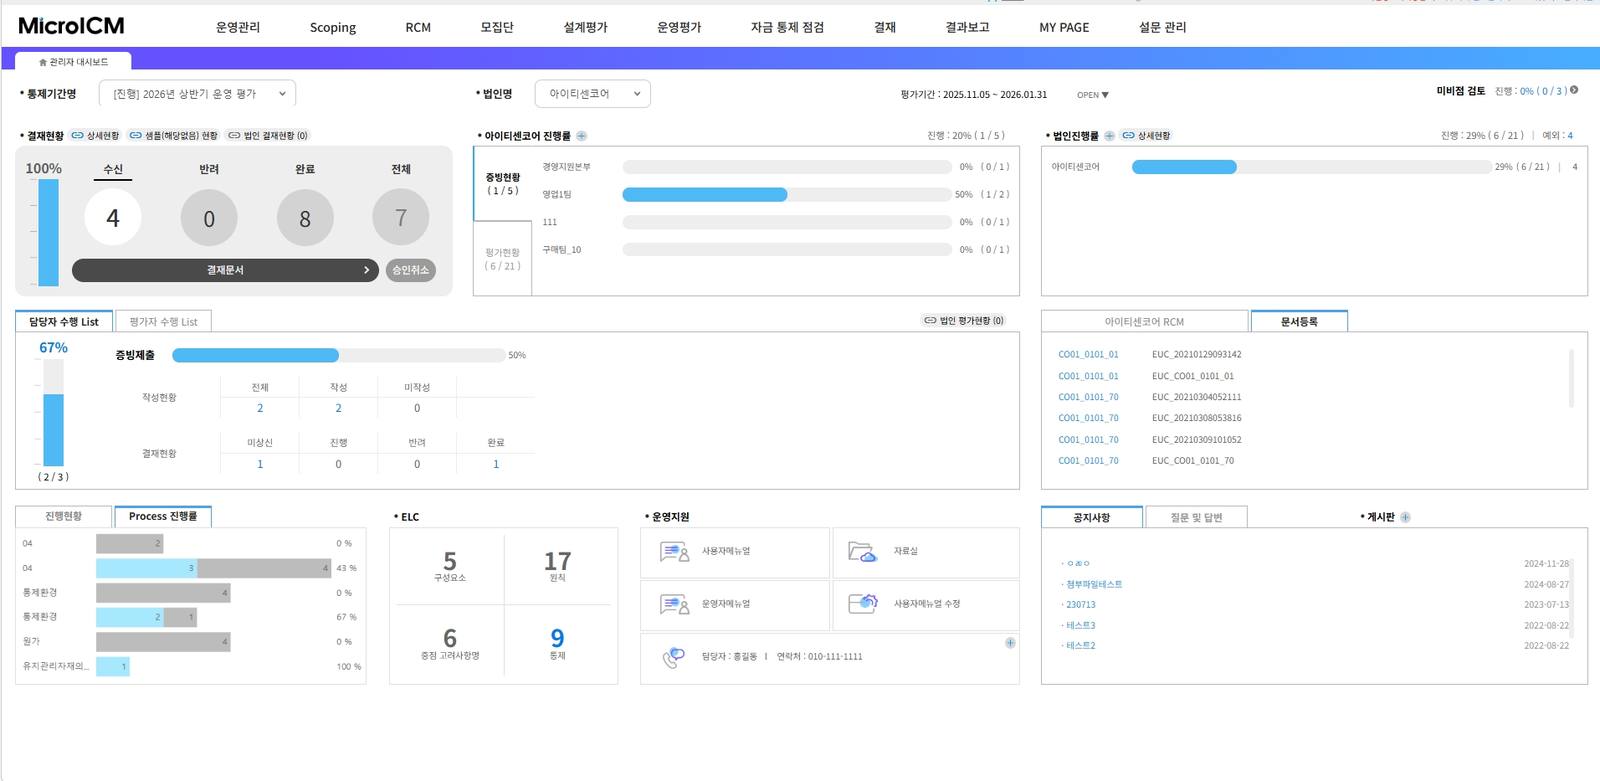 MicroICM
운영관리 Scoping RCM 모집단 설계평가 운영평가 자금 통제 점검 결재 결과보고 MY PAGE 설문 관리
관리자 대시보드
• 통제기간명 [진행] 2026년 상반기 운영 평가
• 법인명 아이티센코어
평가기간 : 2025.11.05 ~ 2026.01.31 OPEN ▼
미비점 검토 진행 : 0% ( 0 / 3 )
• 결재현황 상세현황 샘플(해당없음) 현황 법인 결재현황 (0)
100%
수신 반려 완료 전체
4 0 8 7
결재문서 승인취소
• 아이티센코어 진행률 진행 : 20% ( 1 / 5 )
증빙현황
( 1 / 5 )
평가현황
( 6 / 21 )
경영지원본부 0% ( 0 / 1 )
영업1팀 50% ( 1 / 2 )
111 0% ( 0 / 1 )
구매팀_10 0% ( 0 / 1 )
• 법인진행률 상세현황 진행 : 29% ( 6 / 21 ) | 예외 : 4
아이티센코어 29% ( 6 / 21 ) | 4
담당자 수행 List 평가자 수행 List
법인 평가현황 (0)
67%
( 2 / 3 )
증빙제출 50%
작성현황
전체 작성 미작성
2 2 0
결재현황
미상신 진행 반려 완료
1 0 0 1
아이티센코어 RCM 문서등록
CO01_0101_01 EUC_20210129093142
CO01_0101_01 EUC_CO01_0101_01
CO01_0101_70 EUC_20210304052111
CO01_0101_70 EUC_20210308053816
CO01_0101_70 EUC_20210309101052
CO01_0101_70 EUC_CO01_0101_70
진행현황 Process 진행률
04 2 0 %
04 3 4 43 %
통제환경 4 0 %
통제환경 2 1 67 %
원가 4 0 %
유지관리자재의... 1 100 %
• ELC
5
구성요소
17
원칙
6
중점 고려사항명
9
통제
• 운영지원
사용자메뉴얼 자료실
운영자메뉴얼 사용자메뉴얼 수정
담당자 : 홍길동 | 연락처 : 010-111-1111
공지사항 질문 및 답변 • 게시판
2024-11-28
· 첨부파일테스트 2024-08-27
· 230713 2023-07-13
· 테스트3 2022-08-22
· 테스트2 2022-08-22